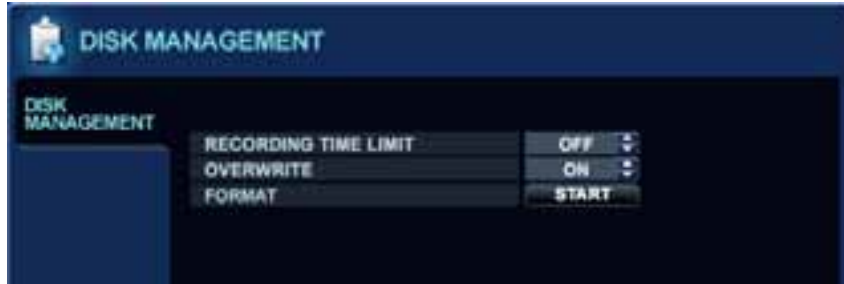 DISK MANAGEMENT
DISK
MANAGEMENT
RECORDING TIME LIMIT OFF
OVERWRITE ON
FORMAT START